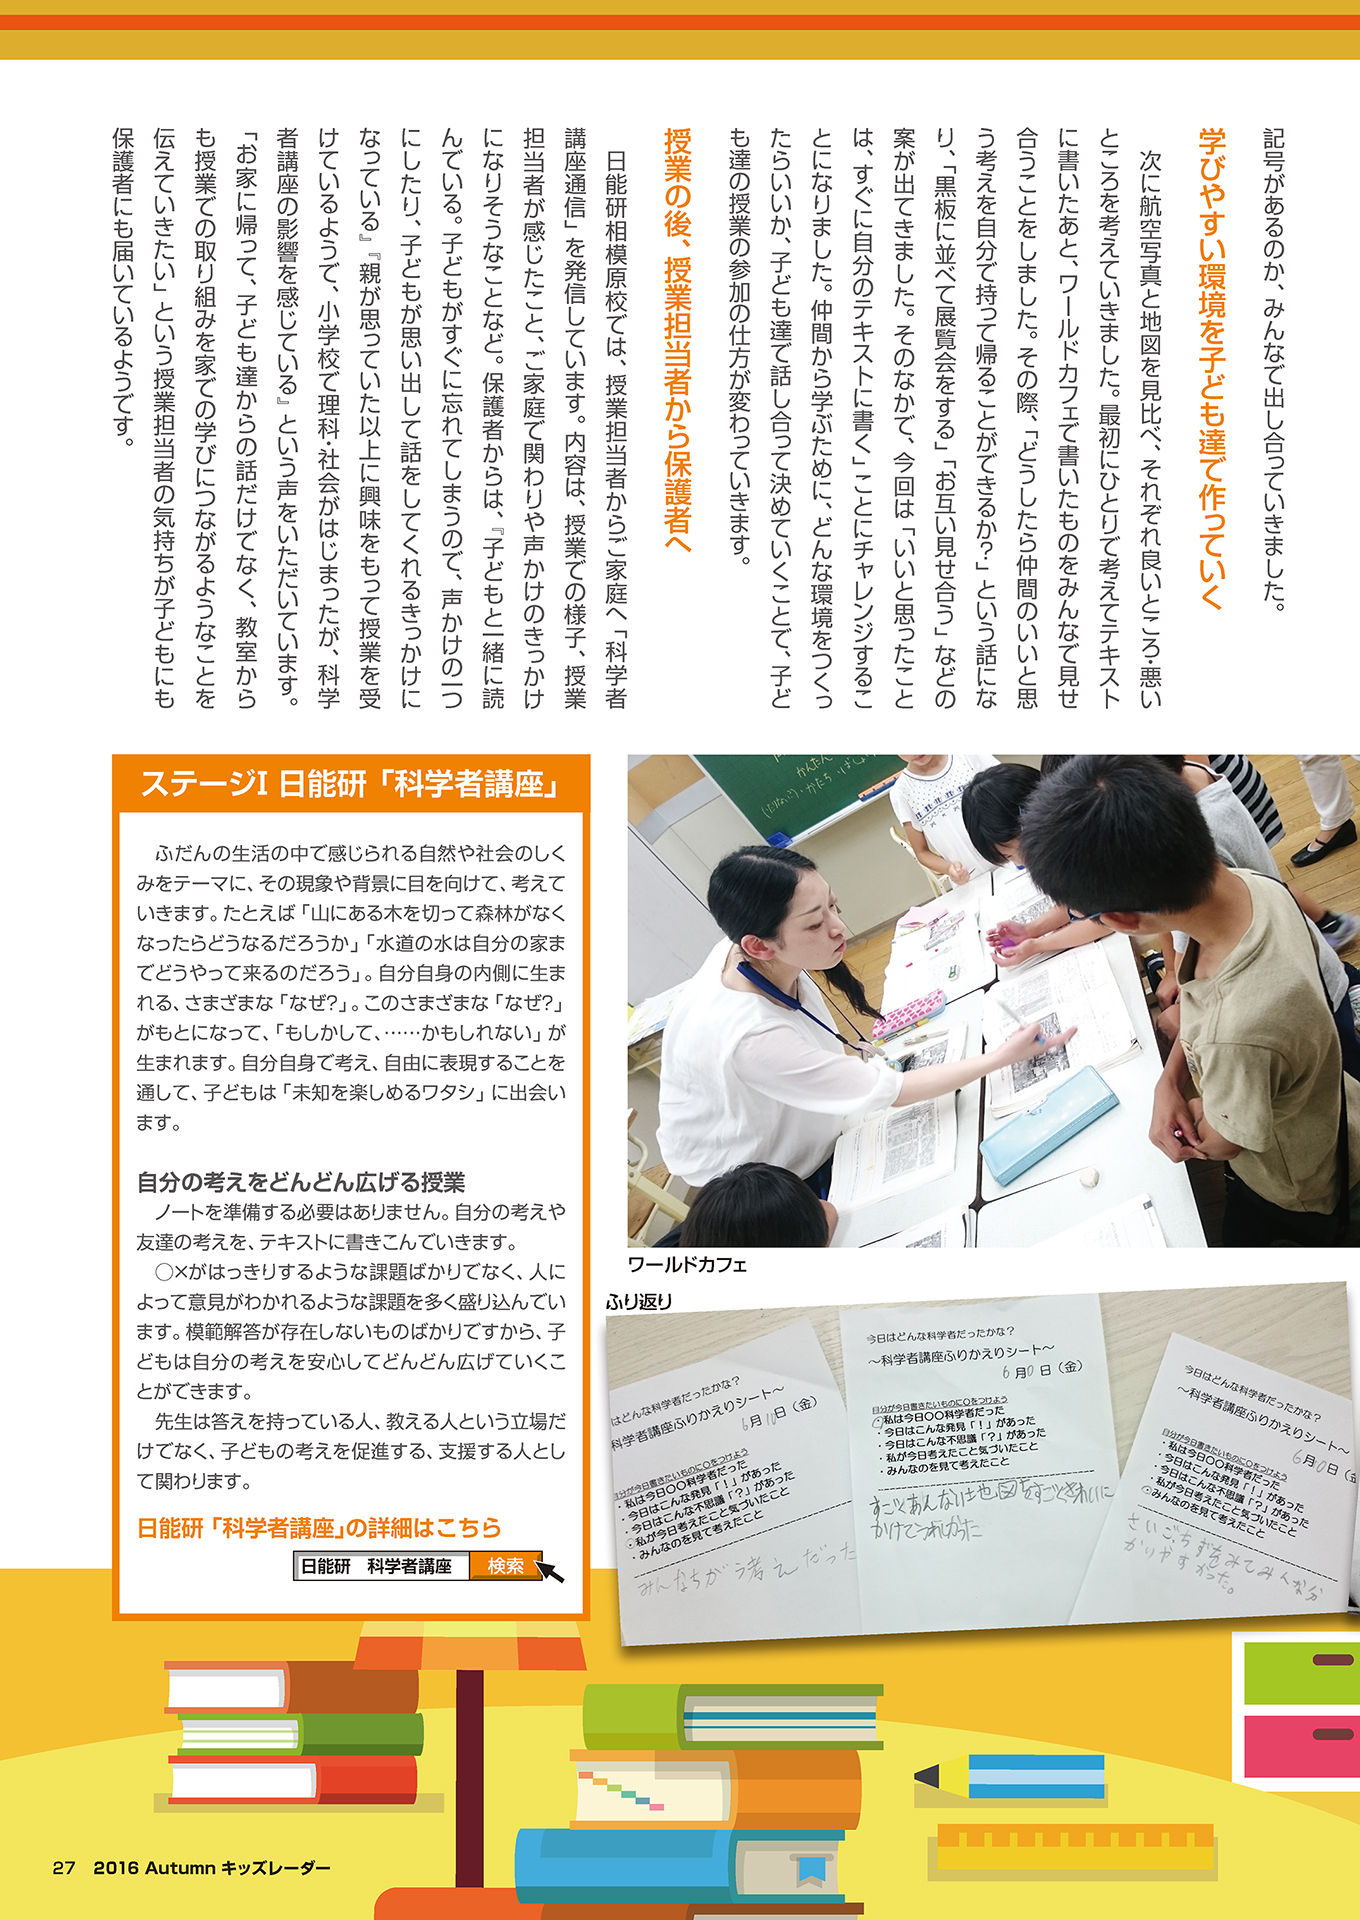 記号があるのか、みんなで出し合っていきました。
学びやすい環境を子ども達で作っていく
次に航空写真と地図を見比べ、それぞれ良いところ・悪い
ところを考えていきました。最初にひとりで考えてテキスト
に書いたあと、ワールドカフェで書いたものをみんなで見せ
合うことをしました。その際、「どうしたら仲間のいいと思
う考えを自分で持って帰ることができるか？」という話にな
り、「黒板に並べて展覧会をする」「お互い見せ合う」などの
案が出てきました。そのなかで、今回は「いいと思ったこと
は、すぐに自分のテキストに書く」ことにチャレンジするこ
とになりました。仲間から学ぶために、どんな環境をつくっ
たらいいか、子ども達で話し合って決めていくことで、子ど
も達の授業の参加の仕方が変わっていきます。
授業の後、授業担当者から保護者へ
日能研相模原校では、授業担当者からご家庭へ「科学者
講座通信」を発信しています。内容は、授業での様子、授業
担当者が感じたこと、ご家庭で関わりや声かけのきっかけ
になりそうなことなど。保護者からは、『子どもと一緒に読
んでいる。子どもがすぐに忘れてしまうので、声かけの一つ
にしたり、子どもが思い出して話をしてくれるきっかけに
なっている』『親が思っていた以上に興味をもって授業を受
けているようで、小学校で理科・社会がはじまったが、科学
者講座の影響を感じている』という声をいただいています。
「お家に帰って、子ども達からの話だけでなく、教室から
も授業での取り組みを家での学びにつながるようなことを
伝えていきたい」という授業担当者の気持ちが子どもにも
保護者にも届いているようです。
ステージⅠ 日能研「科学者講座」
ふだんの生活の中で感じられる自然や社会のしく
みをテーマに、その現象や背景に目を向けて、考えて
いきます。たとえば「山にある木を切って森林がなく
なったらどうなるだろうか」「水道の水は自分の家ま
でどうやって来るのだろう」。自分自身の内側に生ま
れる、さまざまな「なぜ？」。このさまざまな「なぜ？」
がもとになって、「もしかして、……かもしれない」が
生まれます。自分自身で考え、自由に表現することを
通して、子どもは「未知を楽しめるワタシ」に出会い
ます。
自分の考えをどんどん広げる授業
ノートを準備する必要はありません。自分の考えや
友達の考えを、テキストに書きこんでいきます。
○×がはっきりするような課題ばかりでなく、人に
よって意見がわかれるような課題を多く盛り込んでい
ます。模範解答が存在しないものばかりですから、子
どもは自分の考えを安心してどんどん広げていくこ
とができます。
先生は答えを持っている人、教える人という立場だ
けでなく、子どもの考えを促進する、支援する人とし
て関わります。
日能研「科学者講座」の詳細はこちら
日能研　科学者講座　検索
かんたん
かたち
ワールドカフェ
ふり返り
はどんな科学者だったかな？
科学者講座ふりかえりシート～
6月10日（金）
自分が今日書きたいものに○をつけよう
・私は今日○○科学者だった
・今日はこんな発見「！」があった
・今日はこんな不思議「？」があった
・私が今日考えたこと気づいたこと
・みんなのを見て考えたこと
みんなちがう考えだった
今日はどんな科学者だったかな？
～科学者講座ふりかえりシート～
6月10日（金）
自分が今日書きたいものに○をつけよう
・私は今日○○科学者だった
・今日はこんな発見「！」があった
・今日はこんな不思議「？」があった
・私が今日考えたこと気づいたこと
・みんなのを見て考えたこと
すごくあんない地図をすごくきれいに
かけてうれしかった
今日はどんな科学者だったかな？
～科学者講座ふりかえりシート～
6月10日（金
自分が今日書きたいものに○をつけよう
・私は今日○○科学者だった
・今日はこんな発見「！」があった
・今日はこんな不思議「？」があった
・私が今日考えたこと気づいたこと
・みんなのを見て考えたこと
さいごちずをみてみんな分
かりやすかった。
27　2016 Autumn キッズレーダー